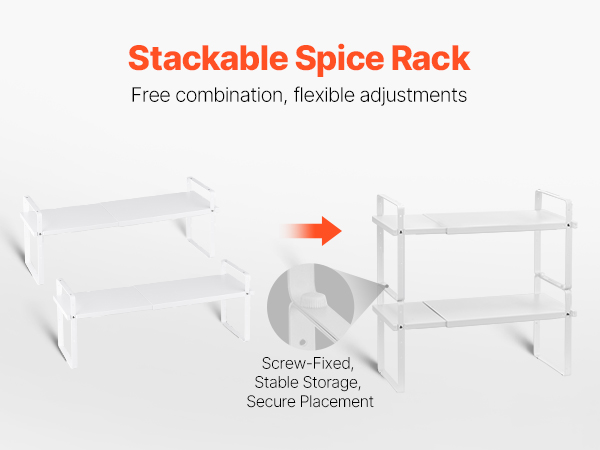 Stackable Spice Rack
Free combination, flexible adjustments
Screw-Fixed,
Stable Storage,
Secure Placement